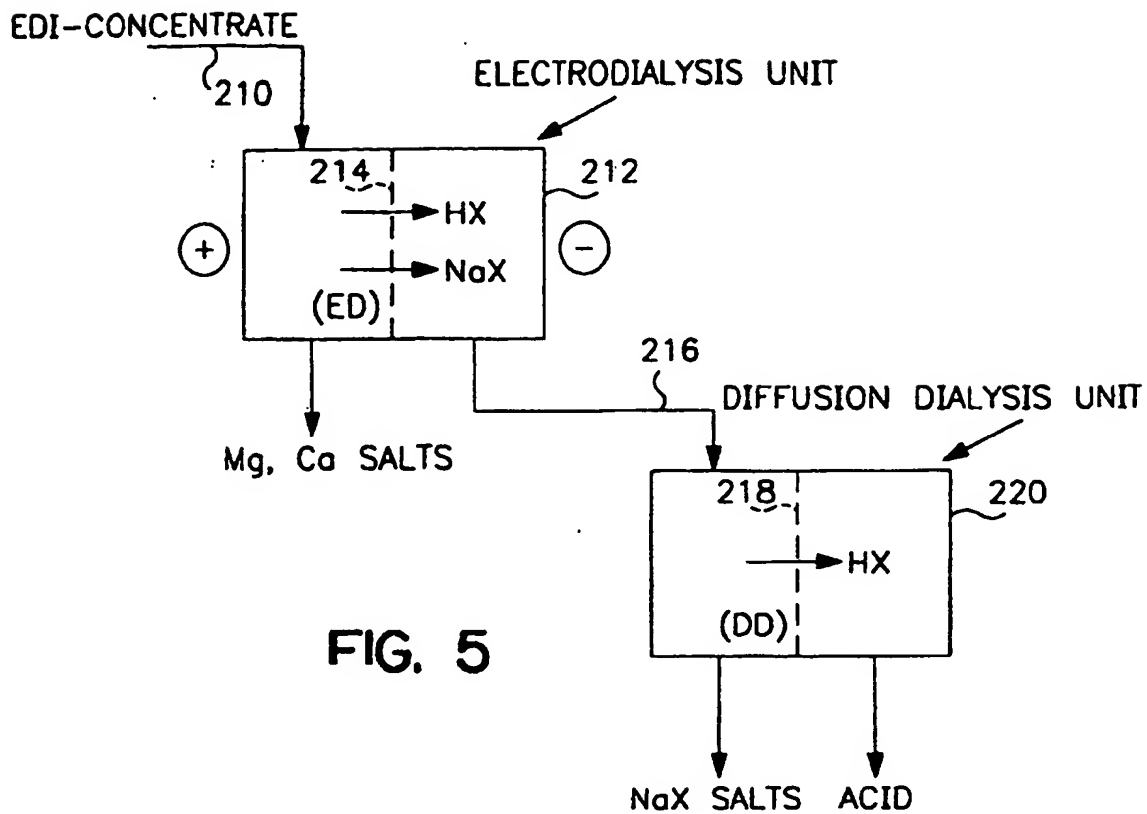 EDI-CONCENTRATE
210
ELECTRODIALYSIS UNIT
214
212
HX
+
-
NaX
(ED)
216
DIFFUSION DIALYSIS UNIT
Mg, Ca SALTS
218
220
HX
(DD)
FIG. 5
NaX SALTS ACID